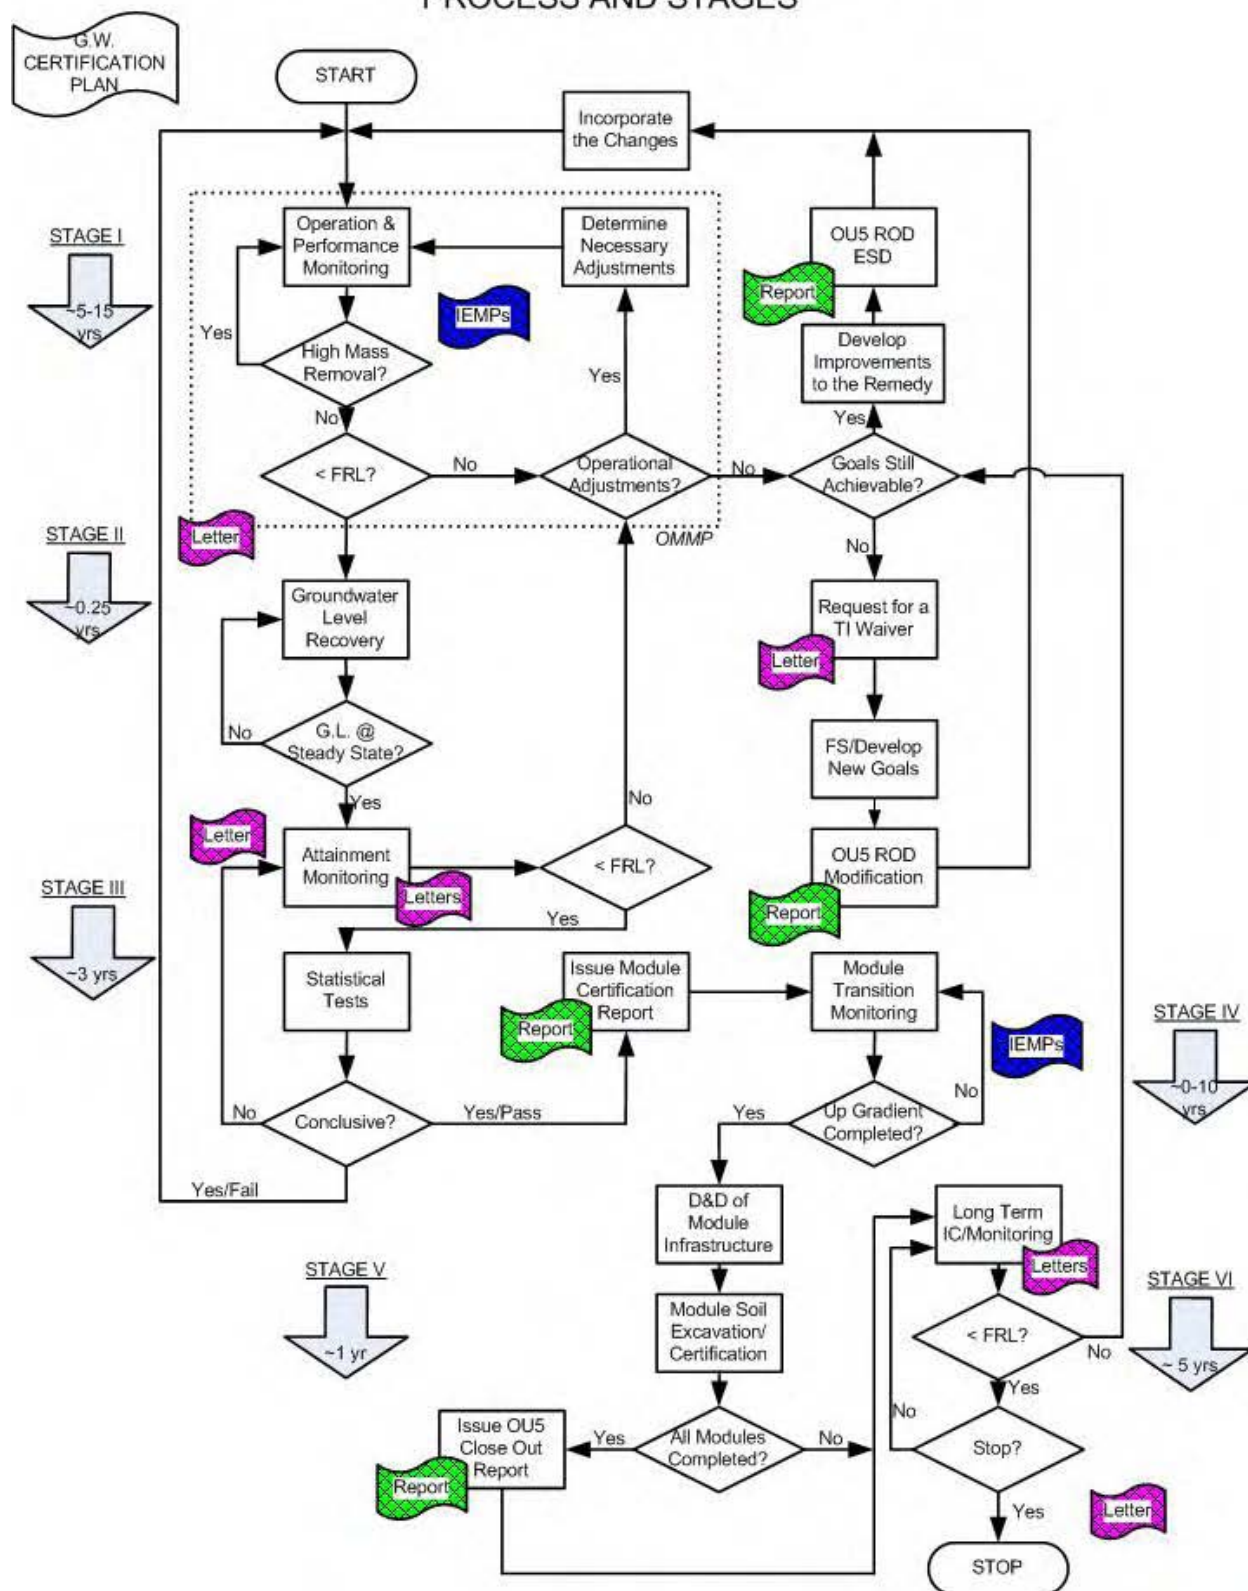 PROCESS AND STAGES
G.W.
CERTIFICATION
PLAN
START
Incorporate
the Changes
STAGE I
~5-15
yrs
Operation &
Performance
Monitoring
Determine
Necessary
Adjustments
OU5 ROD
ESD
Report
IEMPs
Yes
High Mass
Removal?
Yes
Develop
Improvements
to the Remedy
No
Yes
< FRL?
No
Operational
Adjustments?
No
Goals Still
Achievable?
OMMP
STAGE II
~0.25
yrs
Letter
No
Groundwater
Level
Recovery
Request for a
TI Waiver
Letter
No
G.L. @
Steady State?
FS/Develop
New Goals
Yes
No
Letter
Attainment
Monitoring
Letters
< FRL?
OU5 ROD
Modification
Report
STAGE III
~3 yrs
Yes
Statistical
Tests
Issue Module
Certification
Report
Report
Module
Transition
Monitoring
IEMPs
STAGE IV
~0-10
yrs
No
Conclusive?
Yes/Pass
Yes
Up Gradient
Completed?
No
Yes/Fail
D&D of
Module
Infrastructure
Long Term
IC/Monitoring
Letters
STAGE V
~1 yr
Module Soil
Excavation/
Certification
< FRL?
No
STAGE VI
~ 5 yrs
Yes
No
Issue OU5
Close Out
Report
Report
Yes
All Modules
Completed?
No
Stop?
Yes
Letter
STOP